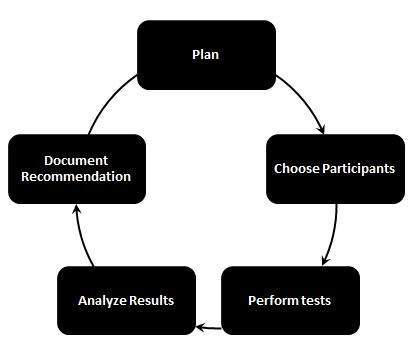 Plan
Choose Participants
Perform tests
Analyze Results
Document
Recommendation